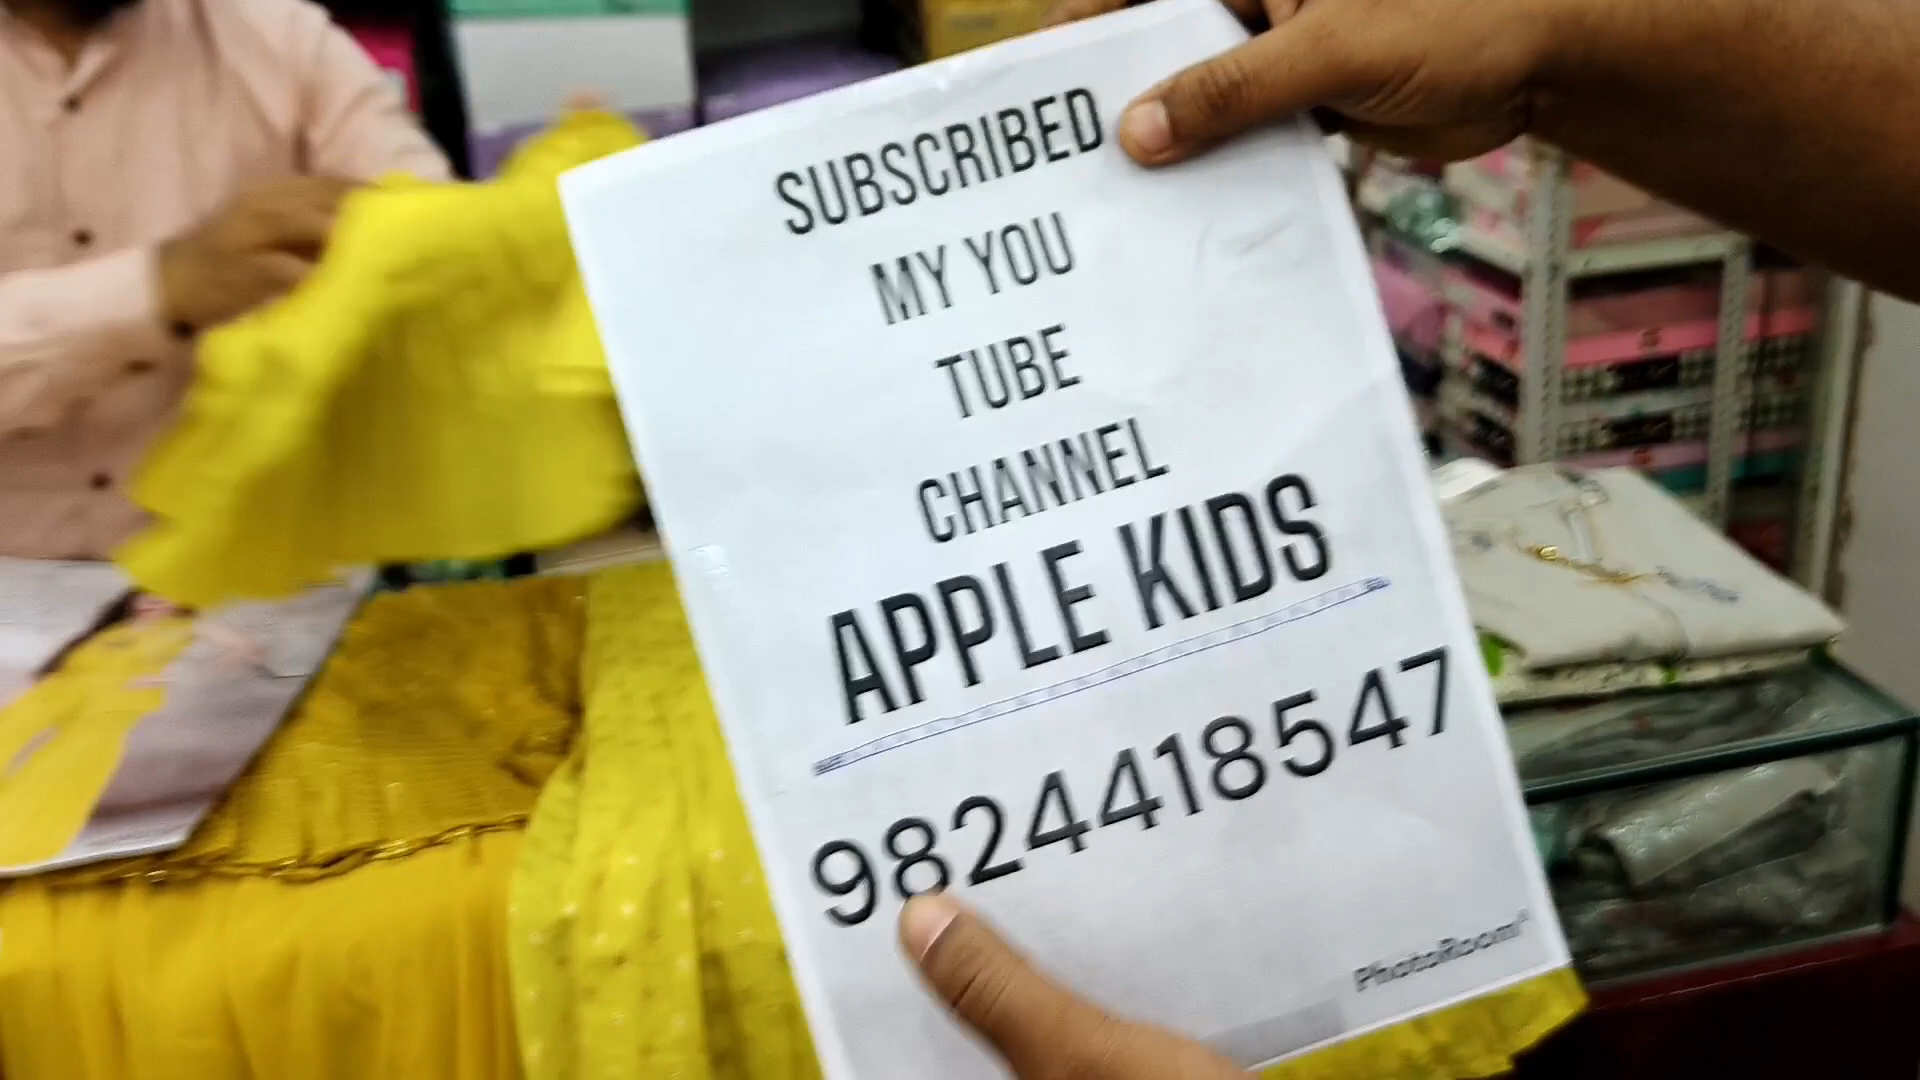 SUBSCRIBED
MY YOU
TUBE
CHANNEL
APPLE KIDS
9824418547
PhotoRoom